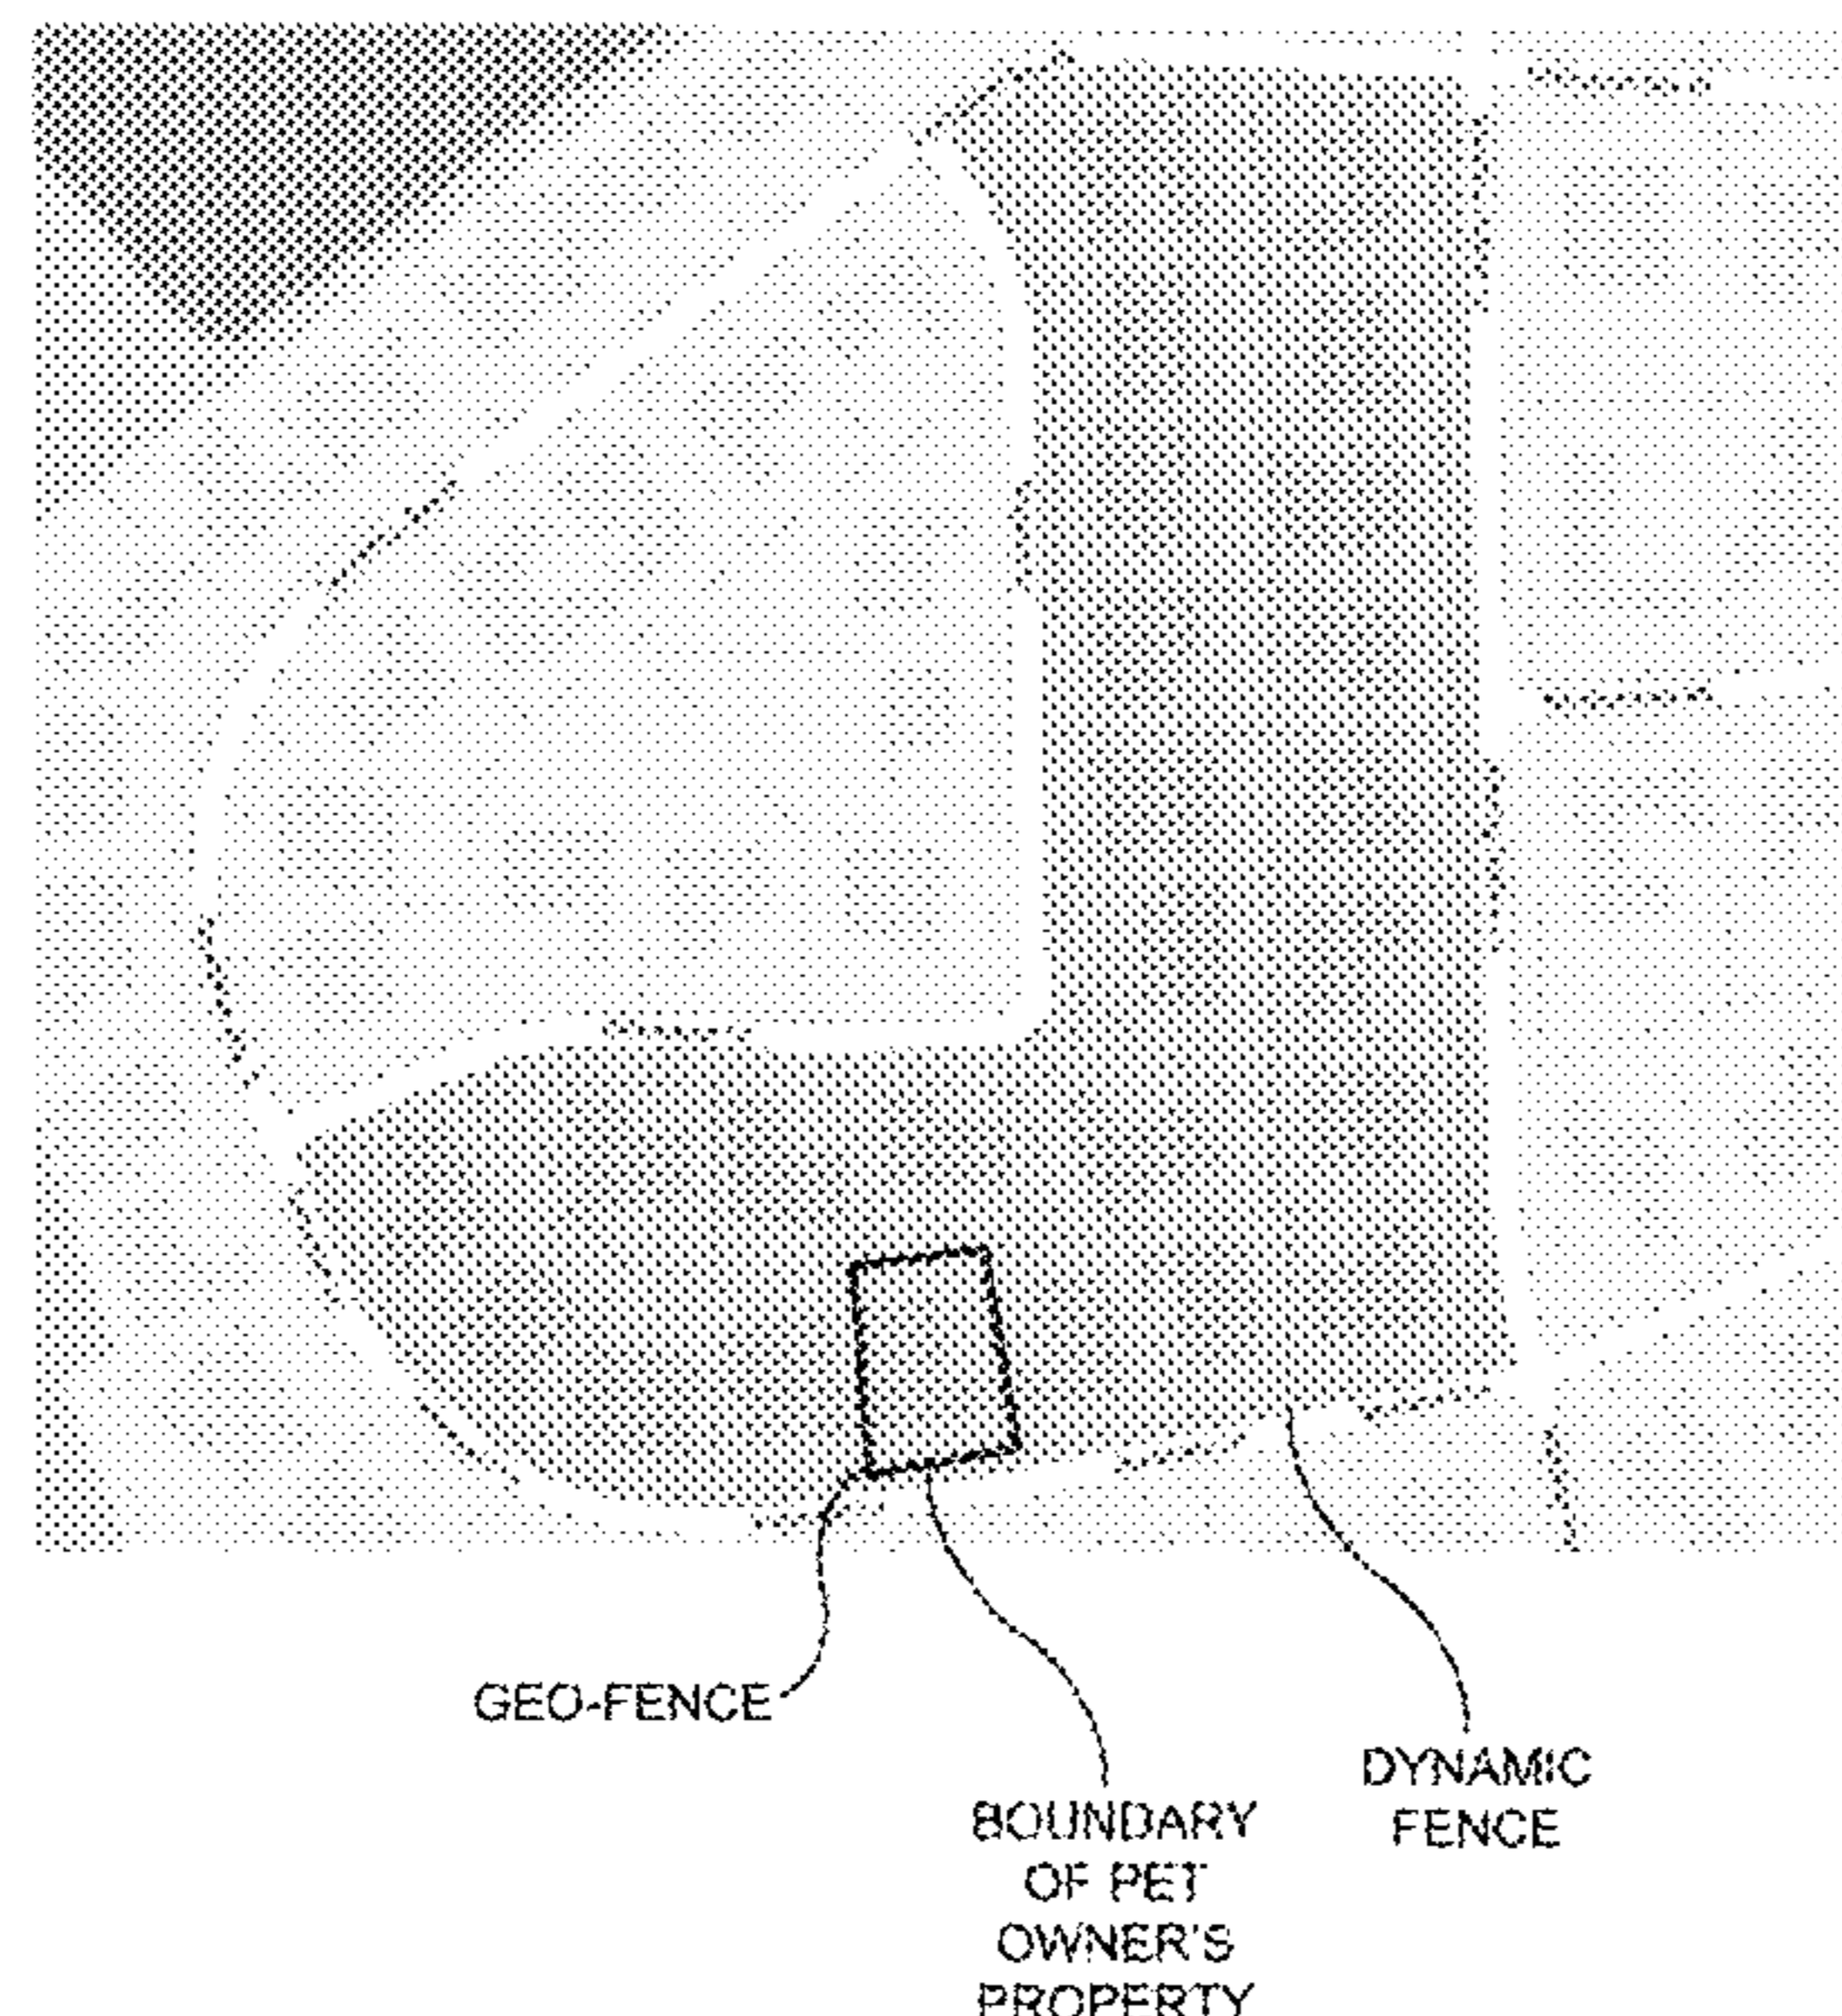 GEO-FENCE
BOUNDARY
OF PET
OWNER'S
PROPERTY
DYNAMIC
FENCE